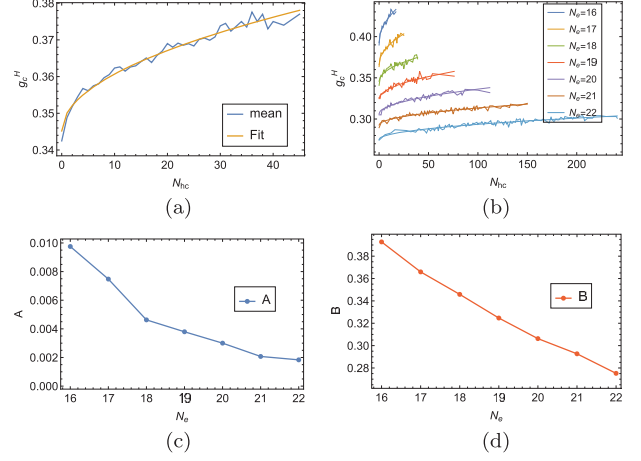 0.38
0.37
0.36
0.35
0.34
g_c^H
mean
Fit
0 10 20 30 40
N_hc
(a)
0.40
0.35
0.30
0.25
g_c^H
N_e=16
N_e=17
N_e=18
N_e=19
N_e=20
N_e=21
N_e=22
0 50 100 150 200
N_hc
(b)
0.010
0.008
0.006
0.004
0.002
0.000
A
A
16 17 18 19 20 21 22
N_e
(c)
0.38
0.36
0.34
0.32
0.30
0.28
B
B
16 17 18 19 20 21 22
N_e
(d)